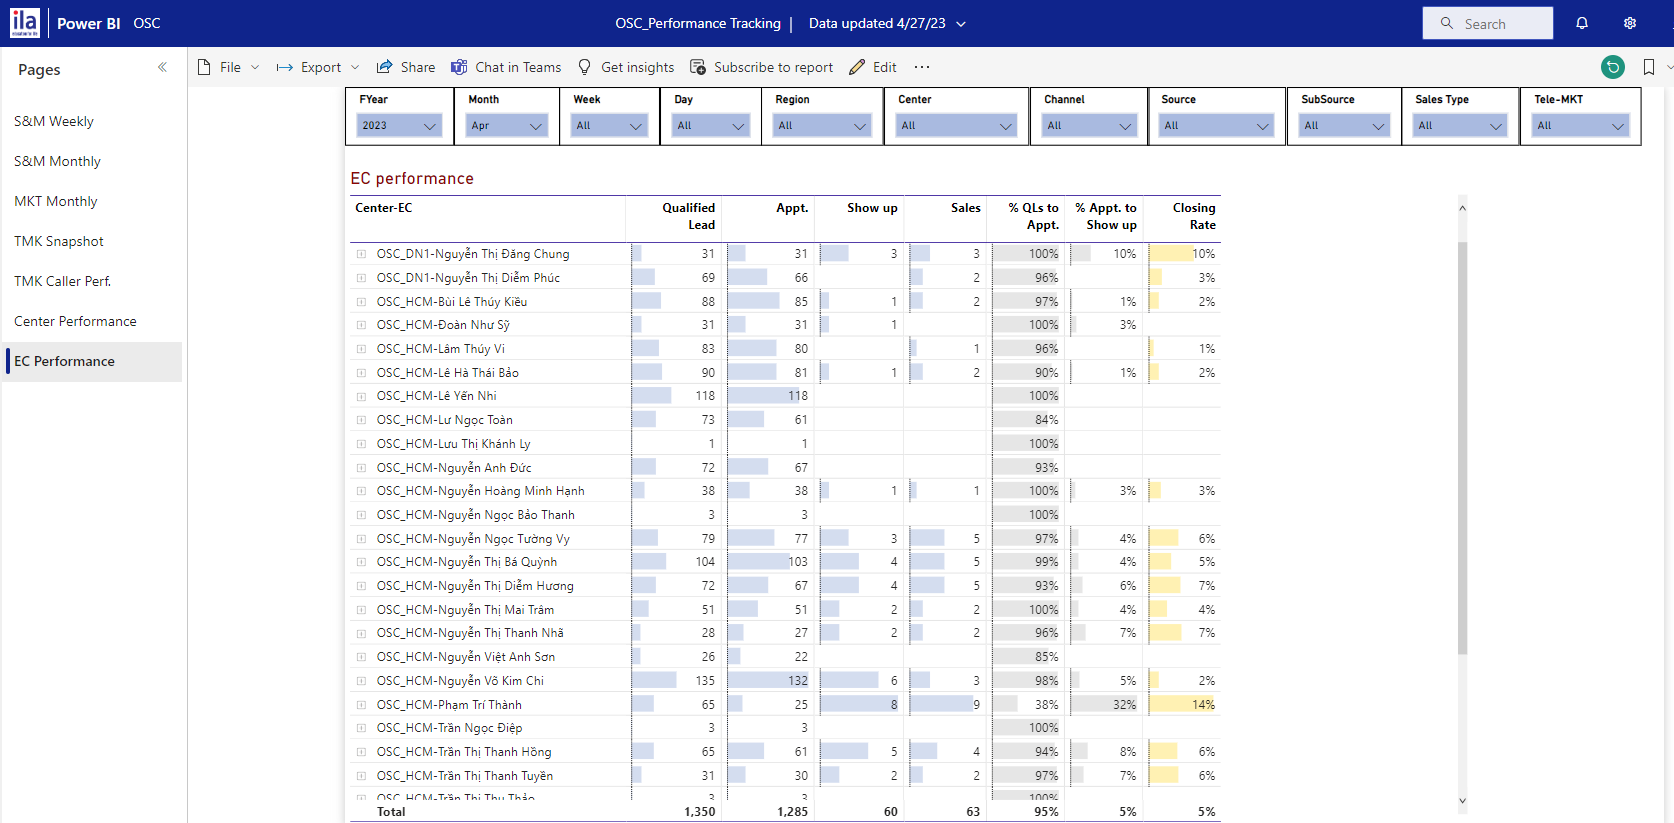 ila Power BI OSC OSC_Performance Tracking | Data updated 4/27/23 Search
Pages File Export Share Chat in Teams Get insights Subscribe to report Edit ...
S&M Weekly
S&M Monthly
MKT Monthly
TMK Snapshot
TMK Caller Perf.
Center Performance
EC Performance
FYear Month Week Day Region Center Channel Source SubSource Sales Type Tele-MKT
2023 Apr All All All All All All All All All
EC performance
Center-EC Qualified Lead Appt. Show up Sales % QLs to Appt. % Appt. to Show up Closing Rate
OSC_DN1-Nguyễn Thị Đăng Chung 31 31 3 3 100% 10% 10%
OSC_DN1-Nguyễn Thị Diễm Phúc 69 66 2 96% 3%
OSC_HCM-Bùi Lê Thúy Kiều 88 85 1 2 97% 1% 2%
OSC_HCM-Đoàn Như Sỹ 31 31 1 100% 3%
OSC_HCM-Lâm Thúy Vi 83 80 1 96% 1%
OSC_HCM-Lê Hà Thái Bảo 90 81 1 2 90% 1% 2%
OSC_HCM-Lê Yến Nhi 118 118 100%
OSC_HCM-Lư Ngọc Toàn 73 61 84%
OSC_HCM-Lưu Thị Khánh Ly 1 1 100%
OSC_HCM-Nguyễn Anh Đức 72 67 93%
OSC_HCM-Nguyễn Hoàng Minh Hạnh 38 38 1 1 100% 3% 3%
OSC_HCM-Nguyễn Ngọc Bảo Thanh 3 3 100%
OSC_HCM-Nguyễn Ngọc Tường Vy 79 77 3 5 97% 4% 6%
OSC_HCM-Nguyễn Thị Bá Quỳnh 104 103 4 5 99% 4% 5%
OSC_HCM-Nguyễn Thị Diễm Hương 72 67 4 5 93% 6% 7%
OSC_HCM-Nguyễn Thị Mai Trâm 51 51 2 2 100% 4% 4%
OSC_HCM-Nguyễn Thị Thanh Nhã 28 27 2 2 96% 7% 7%
OSC_HCM-Nguyễn Việt Anh Sơn 26 22 85%
OSC_HCM-Nguyễn Võ Kim Chi 135 132 6 3 98% 5% 2%
OSC_HCM-Phạm Trí Thành 65 25 8 9 38% 32% 14%
OSC_HCM-Trần Ngọc Điệp 3 3 100%
OSC_HCM-Trần Thị Thanh Hồng 65 61 5 4 94% 8% 6%
OSC_HCM-Trần Thị Thanh Tuyền 31 30 2 2 97% 7% 6%
OSC_HCM-Trần Thị Thu Thảo 3 3 100%
Total 1,350 1,285 60 63 95% 5% 5%